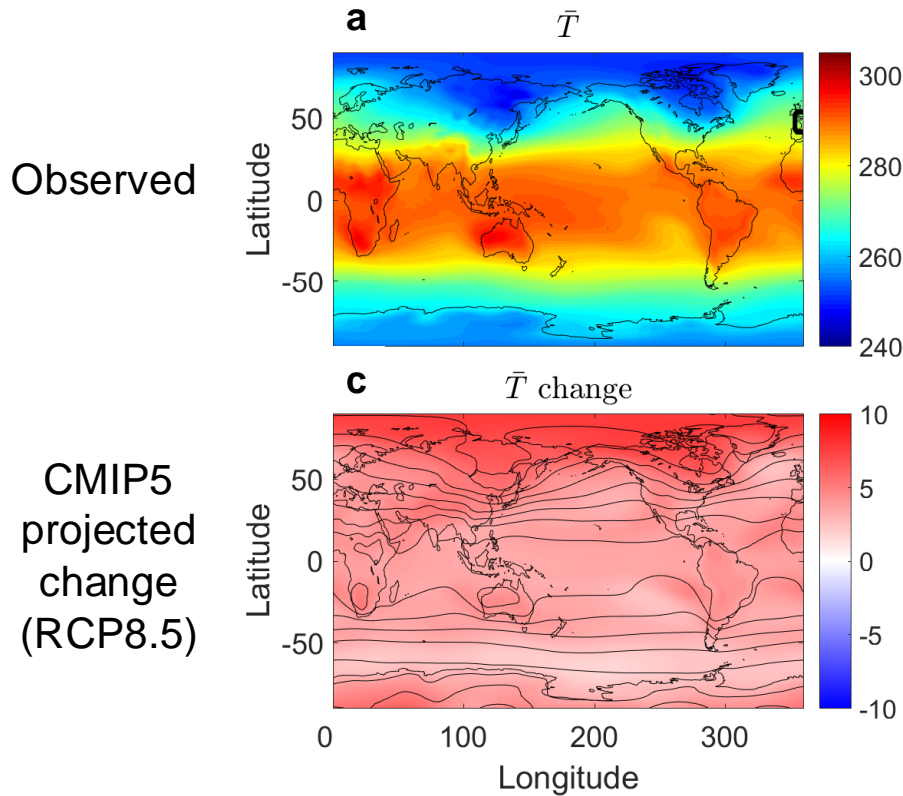 a
T̄
Observed
Latitude
50
0
-50
300
280
260
240
c
T̄ change
CMIP5
projected
change
(RCP8.5)
Latitude
50
0
-50
10
5
0
-5
-10
0
100
200
300
Longitude